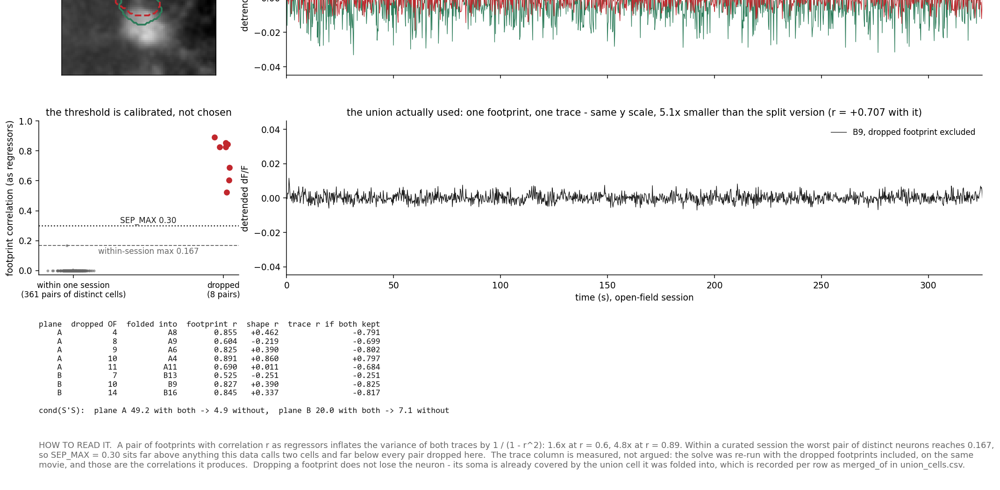 0.00
detrend
−0.02
−0.04
the threshold is calibrated, not chosen
the union actually used: one footprint, one trace - same y scale, 5.1x smaller than the split version (r = +0.707 with it)
footprint correlation (as regressors)
1.0
0.8
0.6
0.4
0.2
0.0
SEP_MAX 0.30
within-session max 0.167
within one session
(361 pairs of distinct cells)
dropped
(8 pairs)
detrended dF/F
0.04
0.02
0.00
−0.02
−0.04
B9, dropped footprint excluded
0
50
100
150
200
250
300
time (s), open-field session
plane  dropped OF  folded into  footprint r  shape r  trace r if both kept
A           4           A8        0.855   +0.462                -0.791
A           8           A9        0.604   -0.219                -0.699
A           9           A6        0.825   +0.390                -0.802
A          10           A4        0.891   +0.860                +0.797
A          11          A11        0.690   +0.011                -0.684
B           7          B13        0.525   -0.251                -0.251
B          10           B9        0.827   +0.390                -0.825
B          14          B16        0.845   +0.337                -0.817
cond(S'S):  plane A 49.2 with both -> 4.9 without,  plane B 20.0 with both -> 7.1 without
HOW TO READ IT.  A pair of footprints with correlation r as regressors inflates the variance of both traces by 1 / (1 - r^2): 1.6x at r = 0.6, 4.8x at r = 0.89. Within a curated session the worst pair of distinct neurons reaches 0.167,
so SEP_MAX = 0.30 sits far above anything this data calls two cells and far below every pair dropped here.  The trace column is measured, not argued: the solve was re-run with the dropped footprints included, on the same
movie, and those are the correlations it produces.  Dropping a footprint does not lose the neuron - its soma is already covered by the union cell it was folded into, which is recorded per row as merged_of in union_cells.csv.